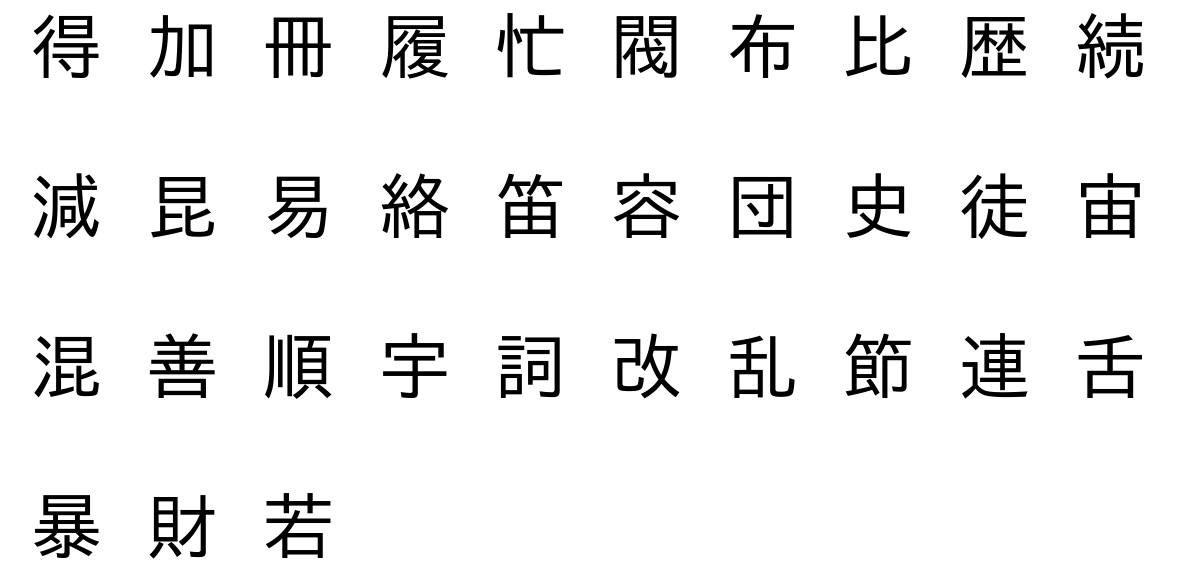 得加冊履忙閥布比歴続
減昆易絡笛容団史徒宙
混善順宇詞改乱節連舌
暴財若